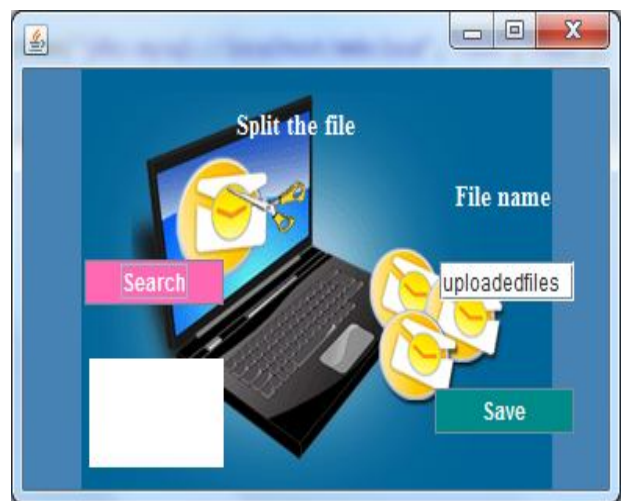 Split the file
File name
Search
uploadedfiles
Save